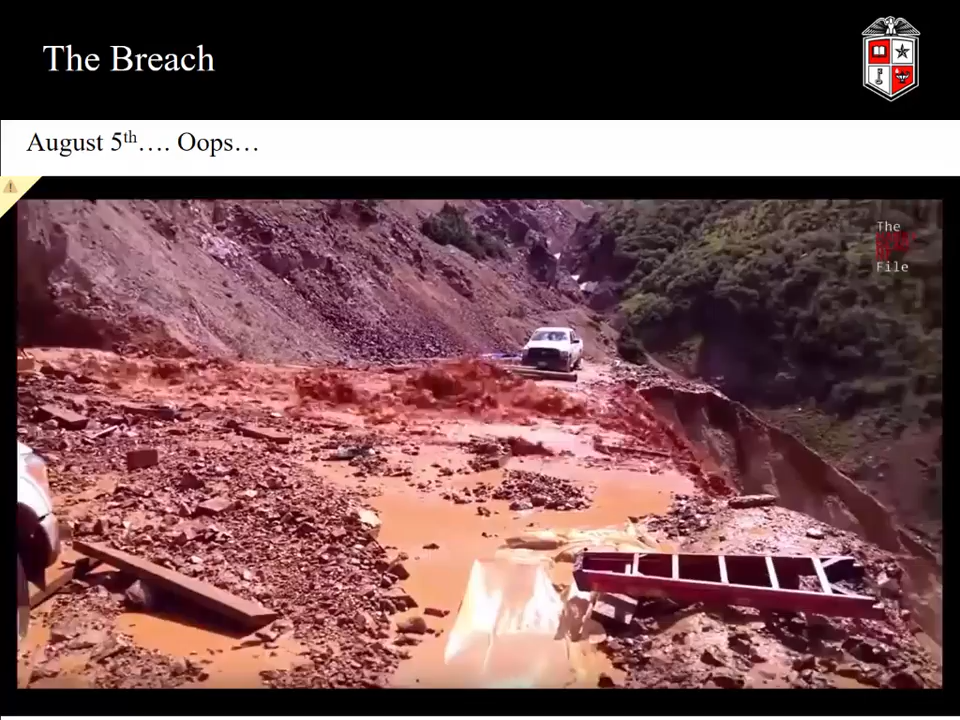 The Breach
August 5th…. Oops…
The
File